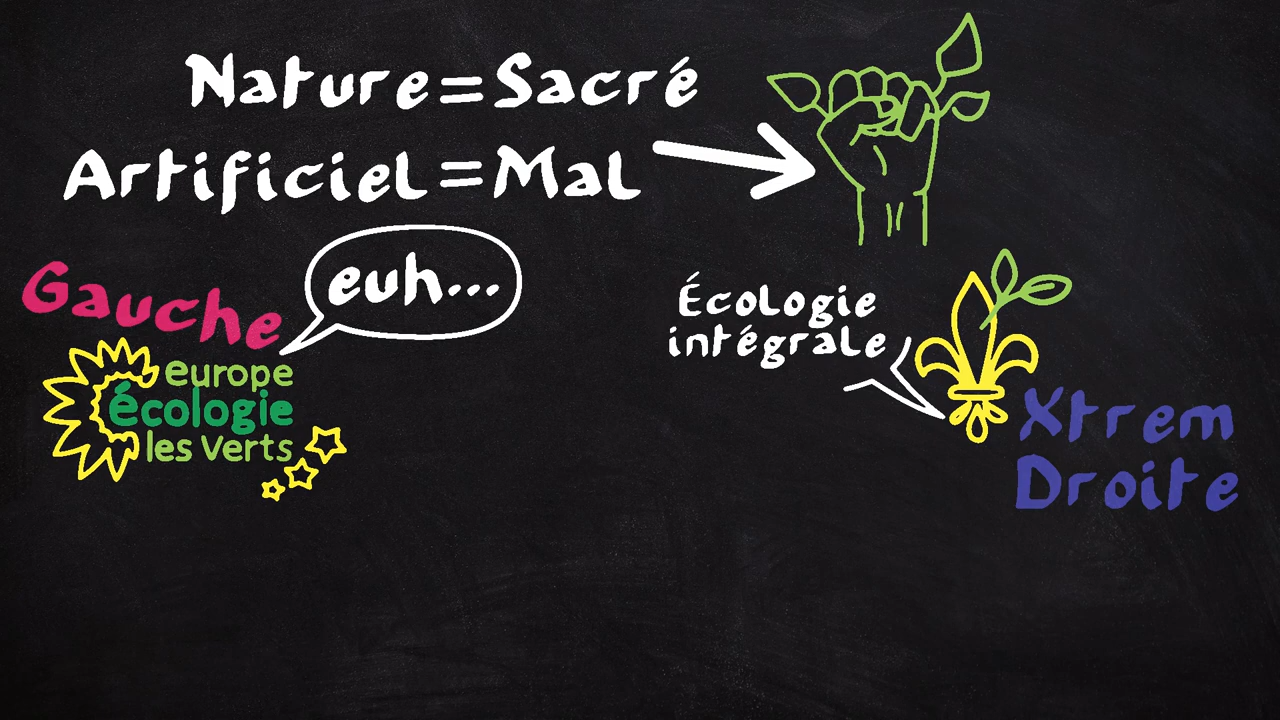 Nature=Sacré
Artificiel=Mal
Gauche
euh...
europe
écologie
les Verts
Écologie
intégrale
Xtrem
Droite